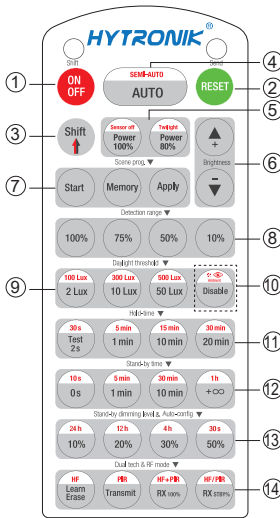 HYTRONIK®
Shift
Send
④
SEMI-AUTO
① ON OFF AUTO RESET ②
⑤
③ Shift
Sensor off Twilight
Power 100% Power 80%
+ Brightness − ⑥
Scene prog. ▼
⑦ Start Memory Apply
Detection range ▼
100% 75% 50% 10% ⑧
Daylight threshold ▼
100 Lux 300 Lux 500 Lux Ambient
⑨ 2 Lux 10 Lux 50 Lux Disable ⑩
Hold-time ▼
30s 5 min 15 min 30 min
Test 2s 1 min 10 min 20 min ⑪
Stand-by time ▼
10s 5 min 30 min 1h
0s 1 min 10 min +∞ ⑫
Stand-by dimming level & Auto-config ▼
24 h 12 h 4 h 30 s
10% 20% 30% 50% ⑬
Dual tech & RF mode ▼
HF PIR HF+PIR HF/PIR
Learn Erase Transmit RX 100% RX STBY% ⑭